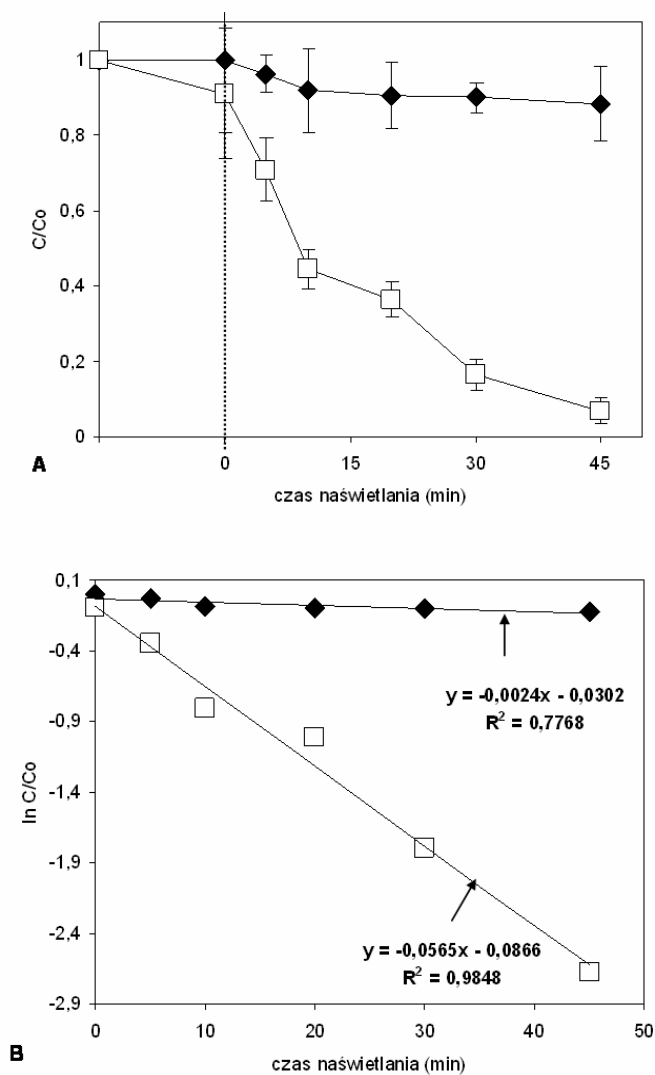 1
0,8
0,6
0,4
0,2
0
C/Co
0 15 30 45
czas naświetlania (min)
A
0,1
-0,4
-0,9
-1,4
-1,9
-2,4
-2,9
ln C/Co
y = -0,0024x - 0,0302
R² = 0,7768
y = -0,0565x - 0,0866
R² = 0,9848
0 10 20 30 40 50
czas naświetlania (min)
B